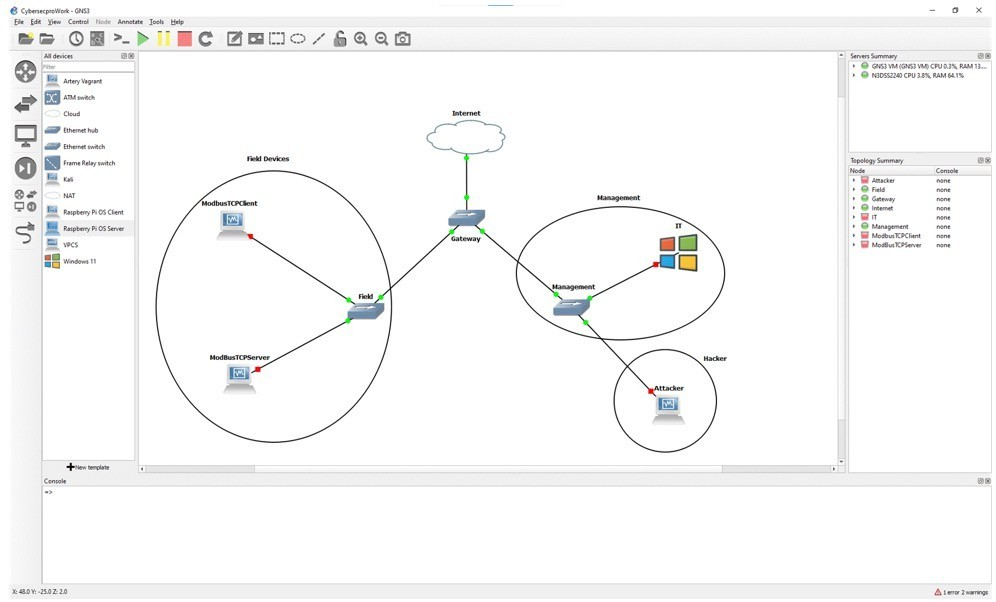 CybersecproWork - GNS3
File Edit View Control Node Annotate Tools Help
All devices
Filter
Artery Vagrant
ATM switch
Cloud
Ethernet hub
Ethernet switch
Frame Relay switch
Kali
NAT
Raspberry Pi OS Client
Raspberry Pi OS Server
VPCS
Windows 11
New template
Internet
Field Devices
ModbusTCPClient
Gateway
Management
IT
Field
Management
ModBusTCPServer
Hacker
Attacker
Servers Summary
GNS3 VM (GNS3 VM) CPU 0.3%, RAM 13....
N3DSS2240 CPU 3.8%, RAM 64.1%
Topology Summary
Node Console
Attacker none
Field none
Gateway none
Internet none
IT none
Management none
ModbusTCPClient none
ModBusTCPServer none
Console
=>
X: 48.0 Y: -25.0 Z: 2.0
1 error 2 warnings